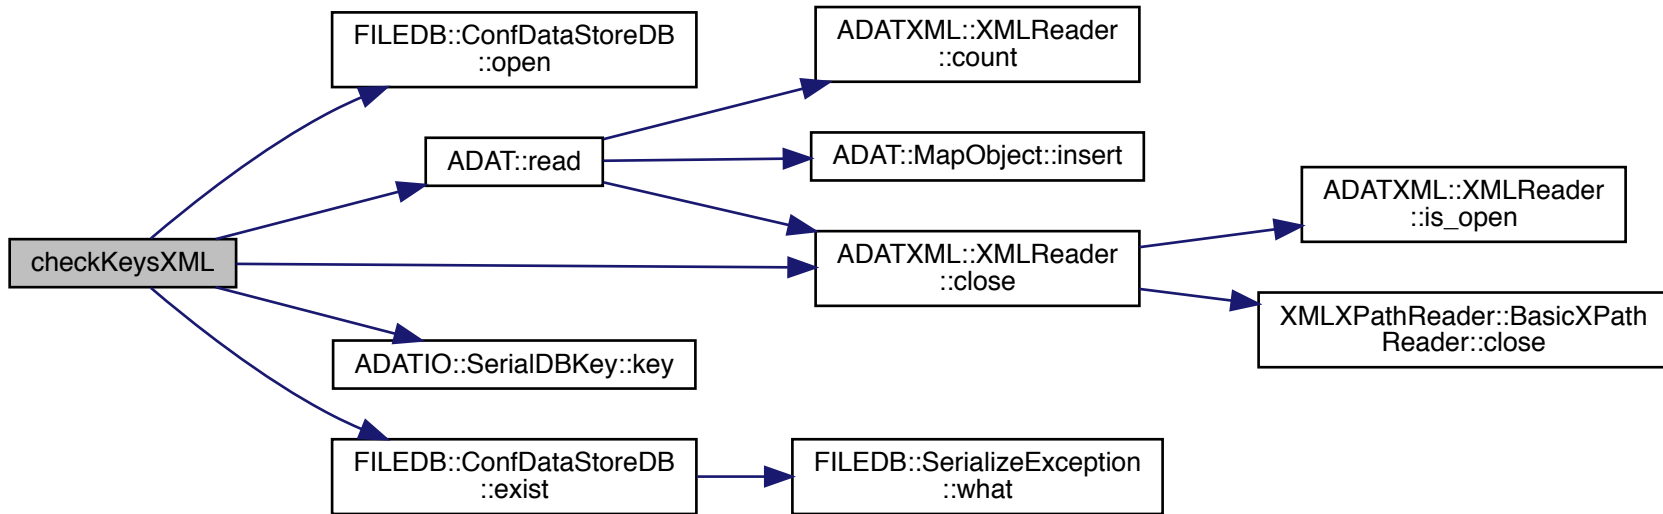 checkKeysXML
FILEDB::ConfDataStoreDB
::open
ADAT::read
ADATXML::XMLReader
::count
ADAT::MapObject::insert
ADATXML::XMLReader
::close
ADATXML::XMLReader
::is_open
XMLXPathReader::BasicXPath
Reader::close
ADATIO::SerialDBKey::key
FILEDB::ConfDataStoreDB
::exist
FILEDB::SerializeException
::what